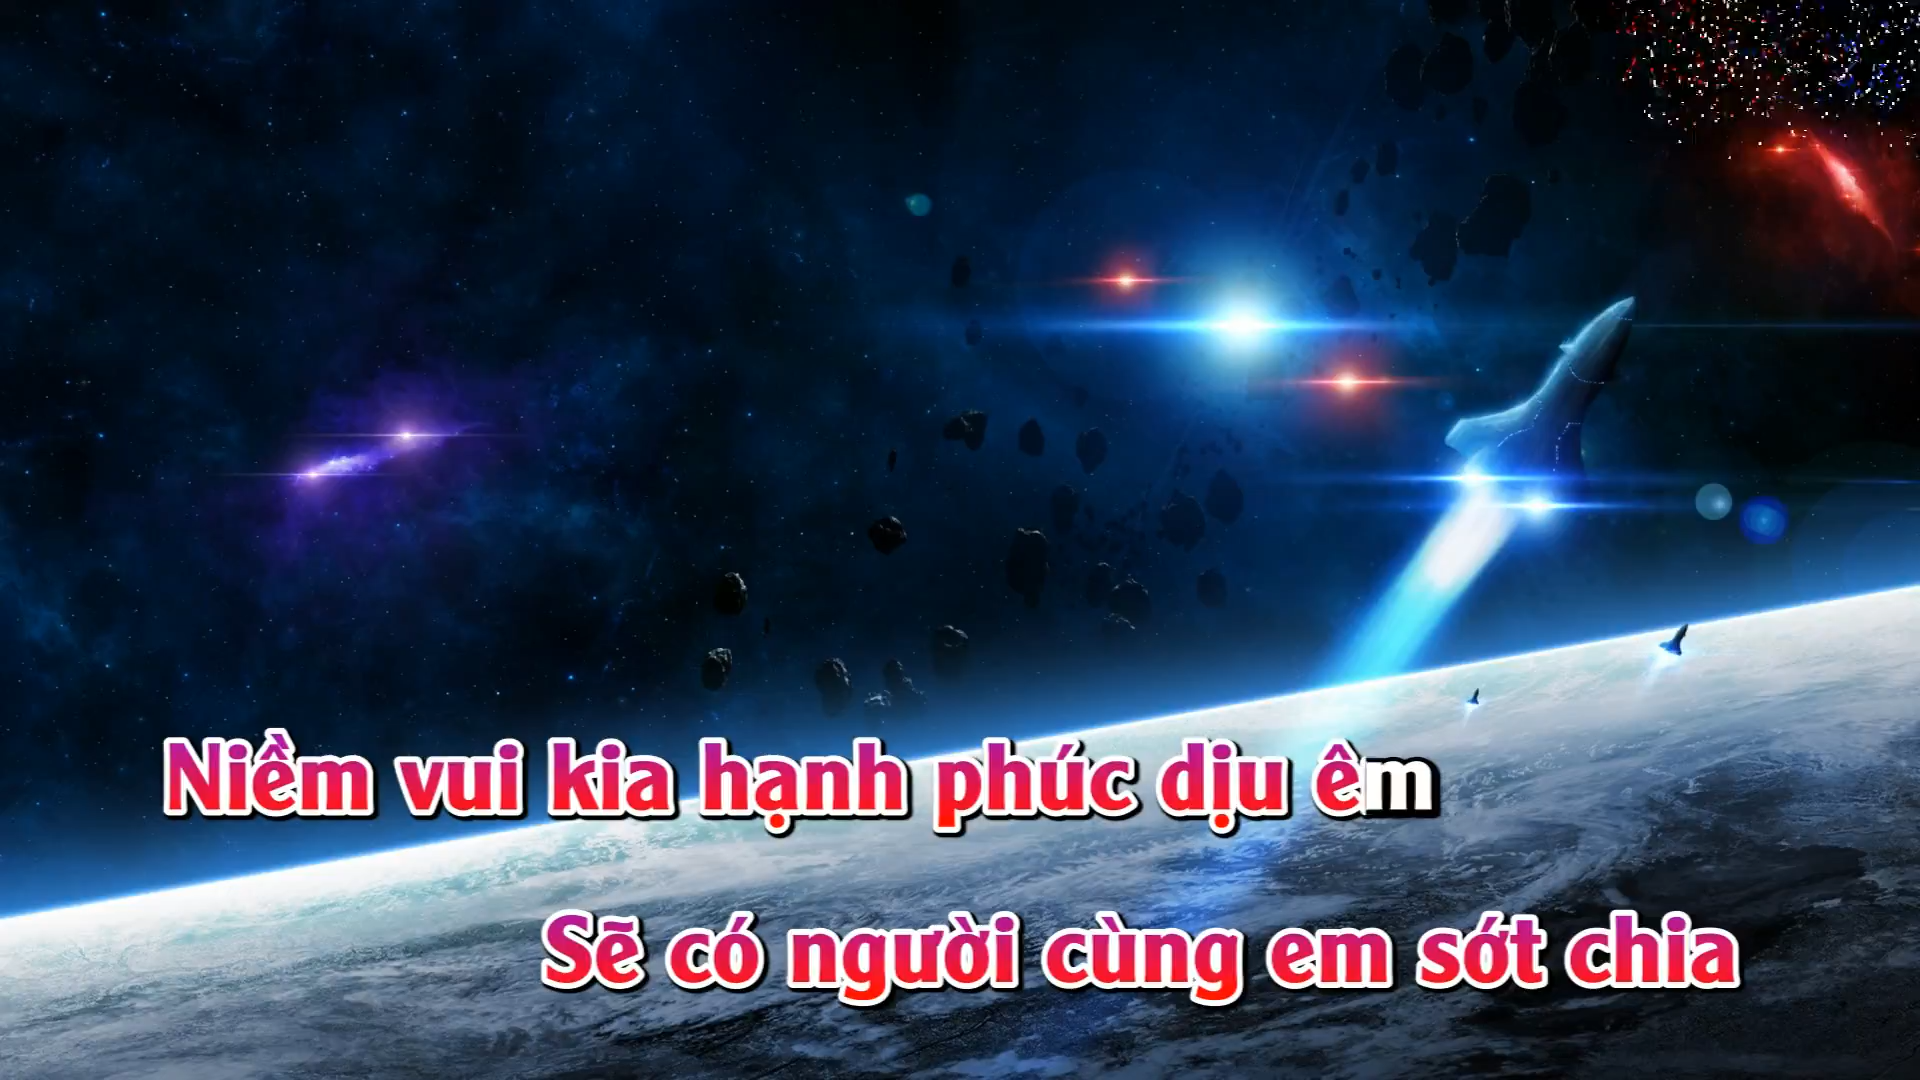 Niềm vui kia hạnh phúc dịu êm
Sẽ có người cùng em sớt chia